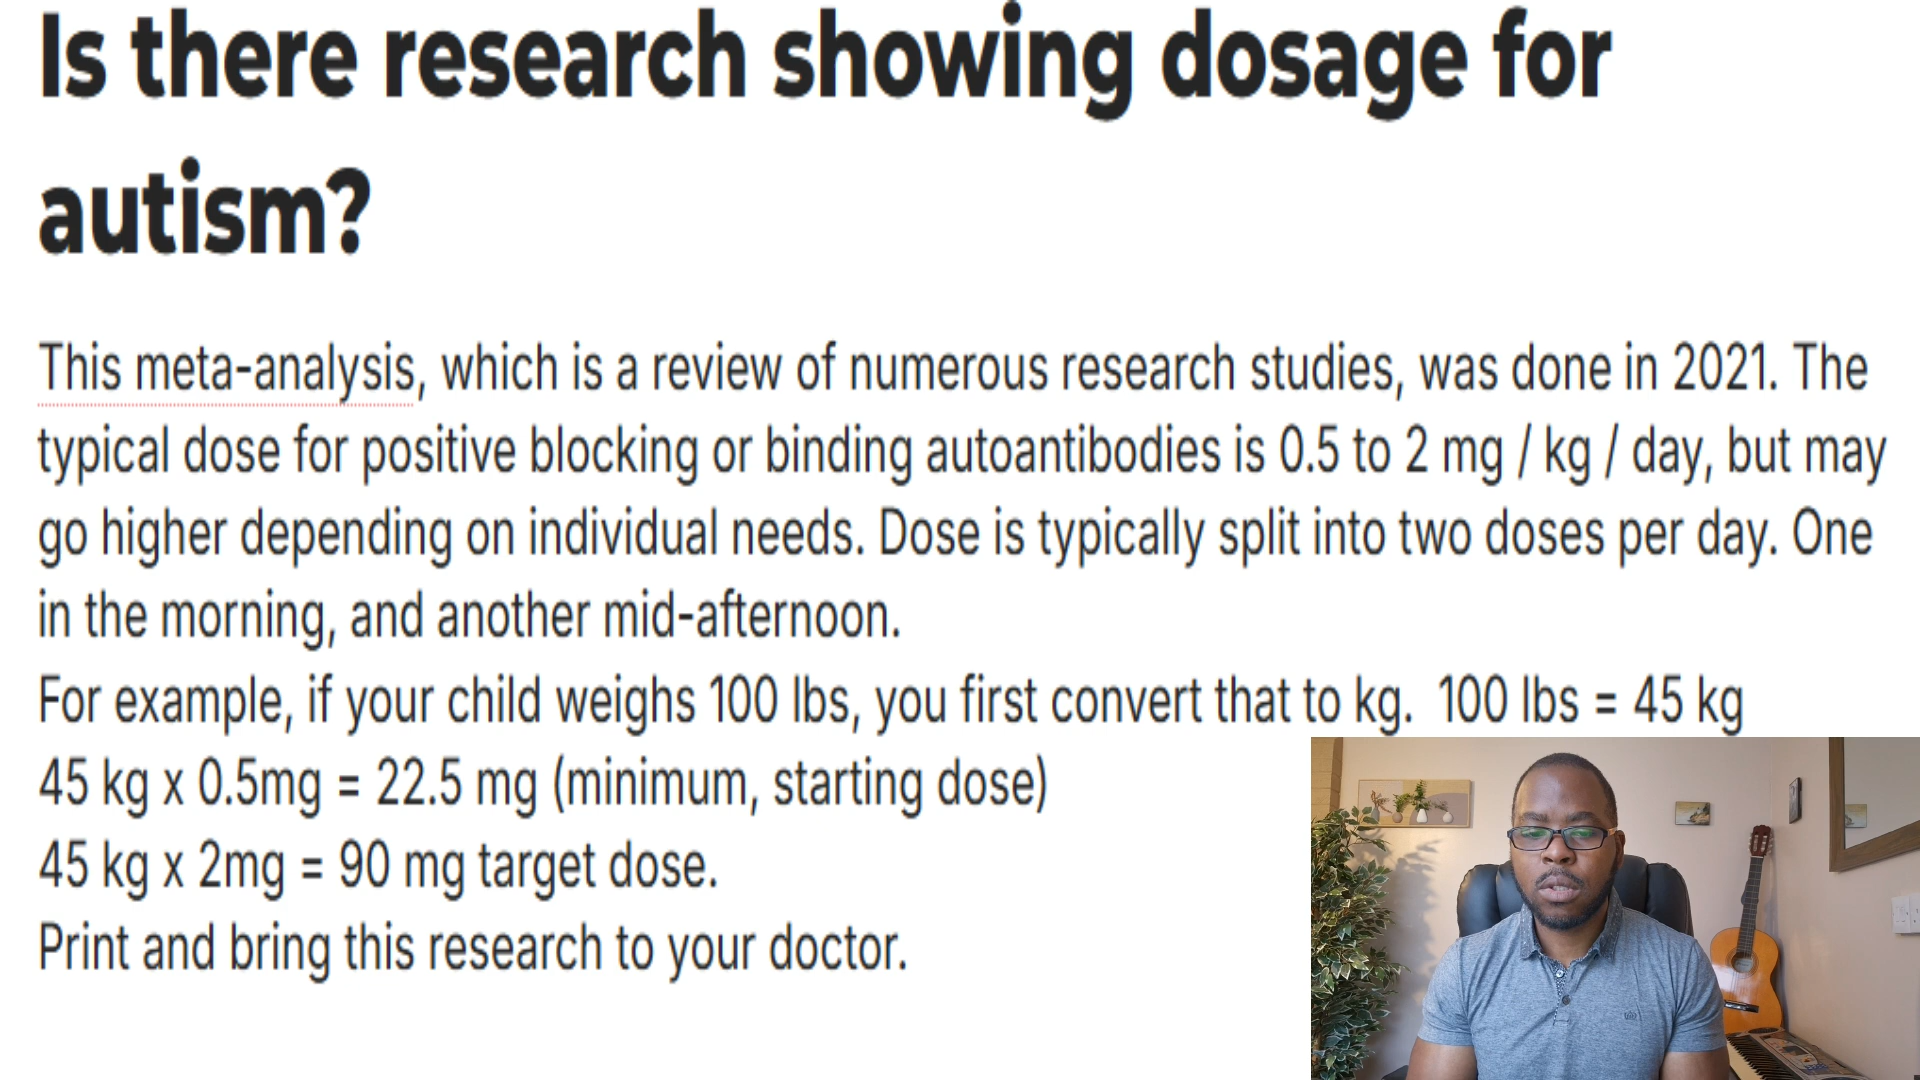 Is there research showing dosage for
autism?
This meta-analysis, which is a review of numerous research studies, was done in 2021. The
typical dose for positive blocking or binding autoantibodies is 0.5 to 2 mg / kg / day, but may
go higher depending on individual needs. Dose is typically split into two doses per day. One
in the morning, and another mid-afternoon.
For example, if your child weighs 100 lbs, you first convert that to kg.  100 lbs = 45 kg
45 kg x 0.5mg = 22.5 mg (minimum, starting dose)
45 kg x 2mg = 90 mg target dose.
Print and bring this research to your doctor.